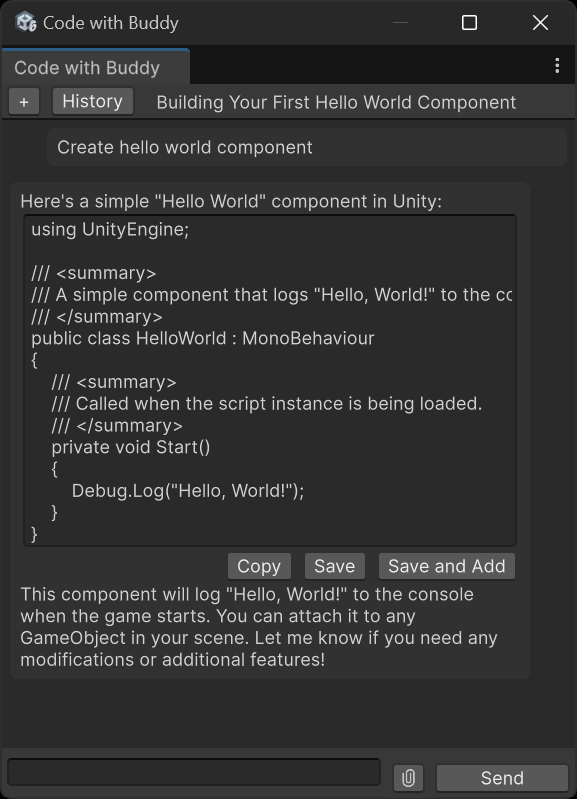 Code with Buddy
Code with Buddy
+ History Building Your First Hello World Component
Create hello world component
Here's a simple "Hello World" component in Unity:
using UnityEngine;
/// <summary>
/// A simple component that logs "Hello, World!" to the cc
/// </summary>
public class HelloWorld : MonoBehaviour
{
/// <summary>
/// Called when the script instance is being loaded.
/// </summary>
private void Start()
{
Debug.Log("Hello, World!");
}
}
Copy Save Save and Add
This component will log "Hello, World!" to the console
when the game starts. You can attach it to any
GameObject in your scene. Let me know if you need any
modifications or additional features!
Send